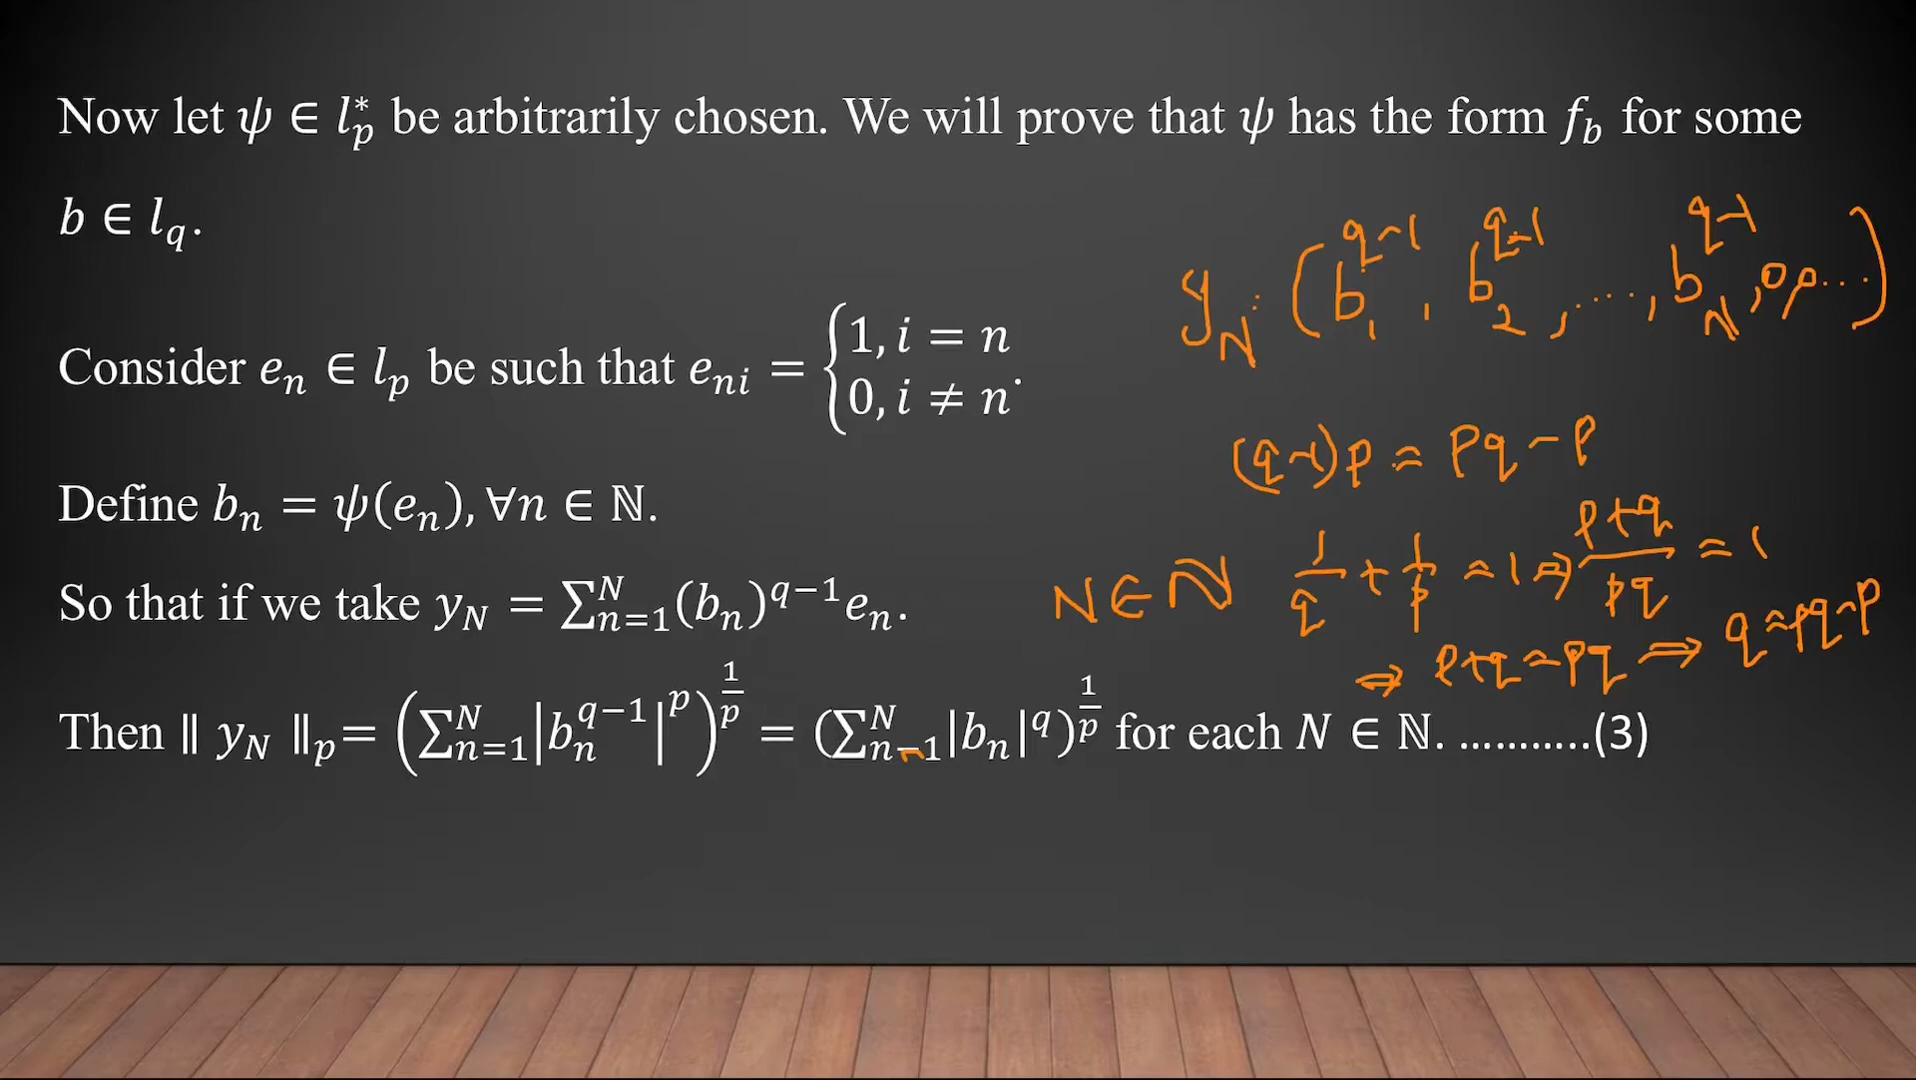 Now let ψ ∈ l_p^* be arbitrarily chosen. We will prove that ψ has the form f_b for some
b ∈ l_q.
y_N : (b_1^{q-1}, b_2^{q-1}, ....., b_N^{q-1}, 0, 0 ...)
Consider e_n ∈ l_p be such that e_{ni} = {1, i = n
0, i ≠ n.
(q-1)p = pq - p
Define b_n = ψ(e_n), ∀n ∈ ℕ.
N ∈ ℕ 1/q + 1/p = 1 ⇒ (p+q)/pq = 1
So that if we take y_N = ∑_{n=1}^N (b_n)^{q-1} e_n.
⇒ p+q = pq ⇒ q = pq-p
Then ∥ y_N ∥_p = (∑_{n=1}^N |b_n^{q-1}|^p)^{1/p} = (∑_{n=1}^N |b_n|^q)^{1/p} for each N ∈ ℕ. ...........(3)